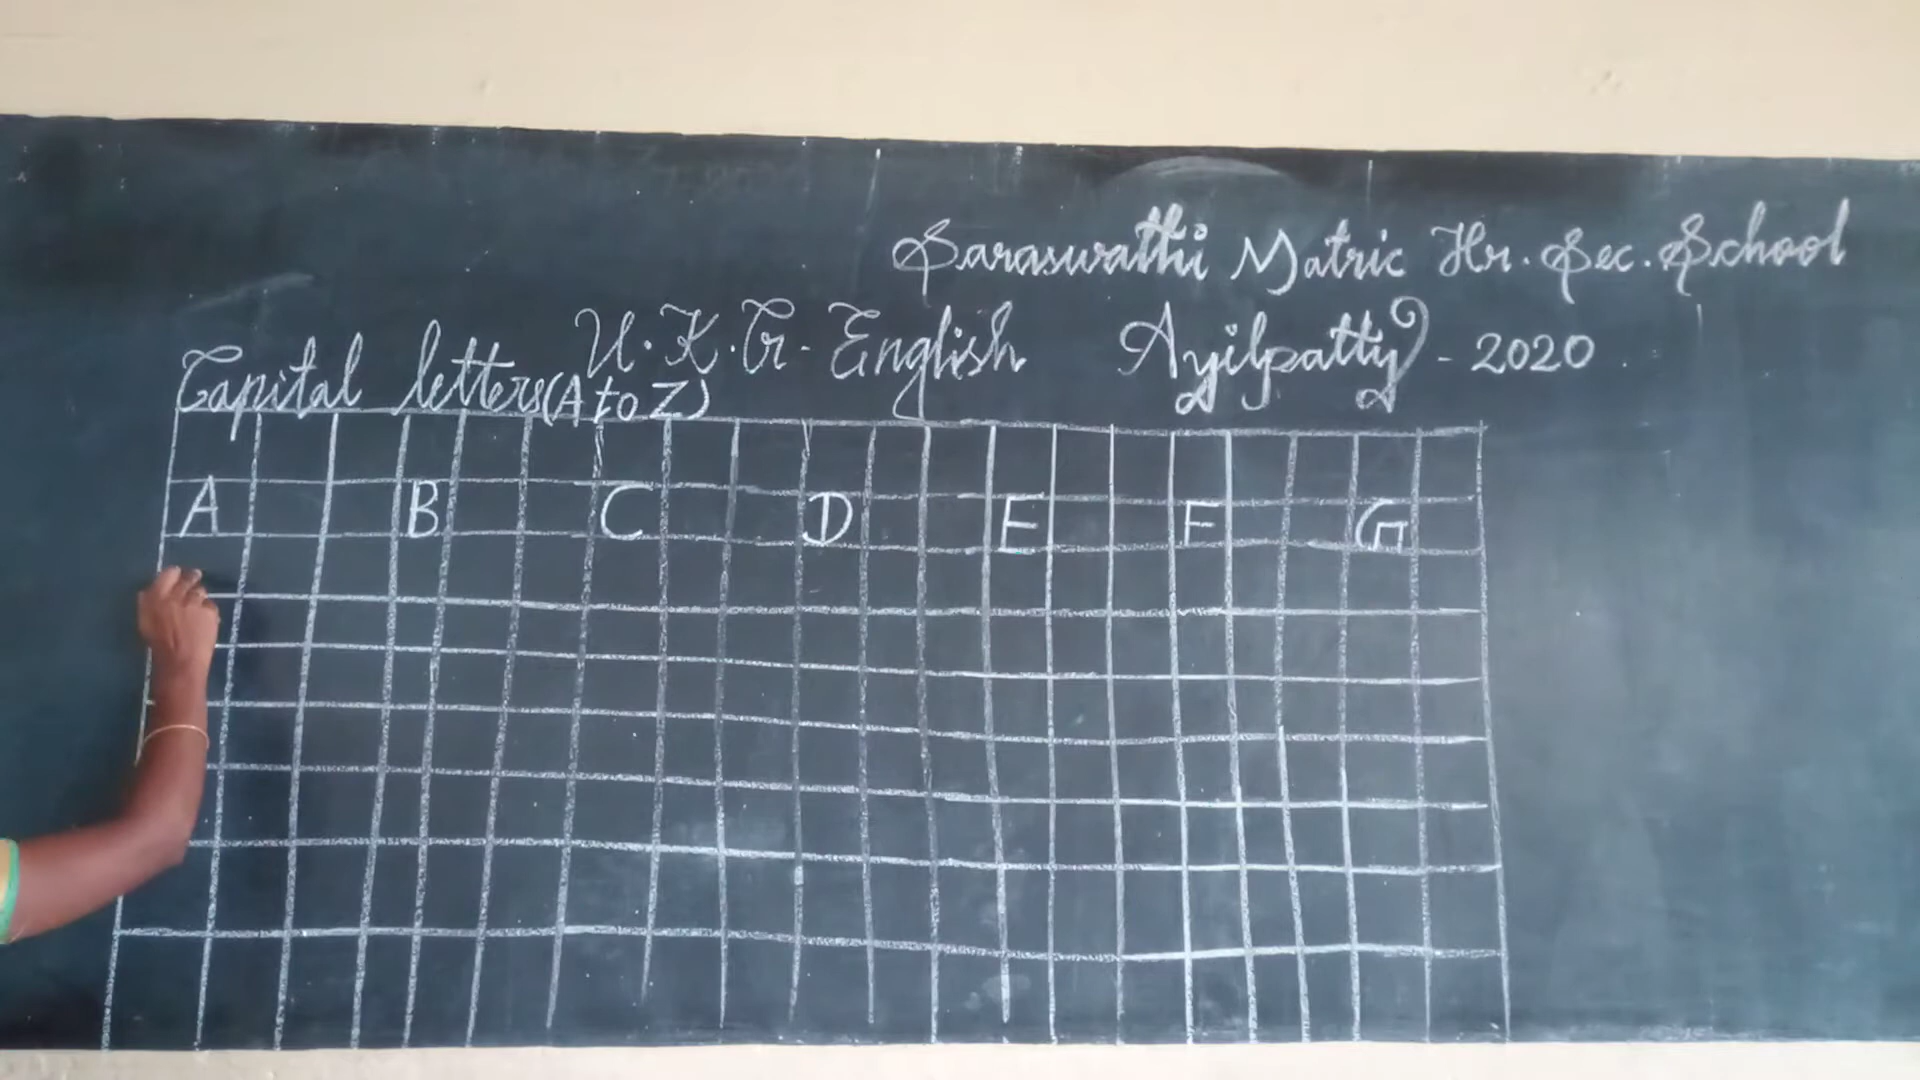 Saraswathi Matric Hr. Sec. School
U.K.G - English Ayilpatty - 2020.
Capital letters (A to Z)
A B C D E F G